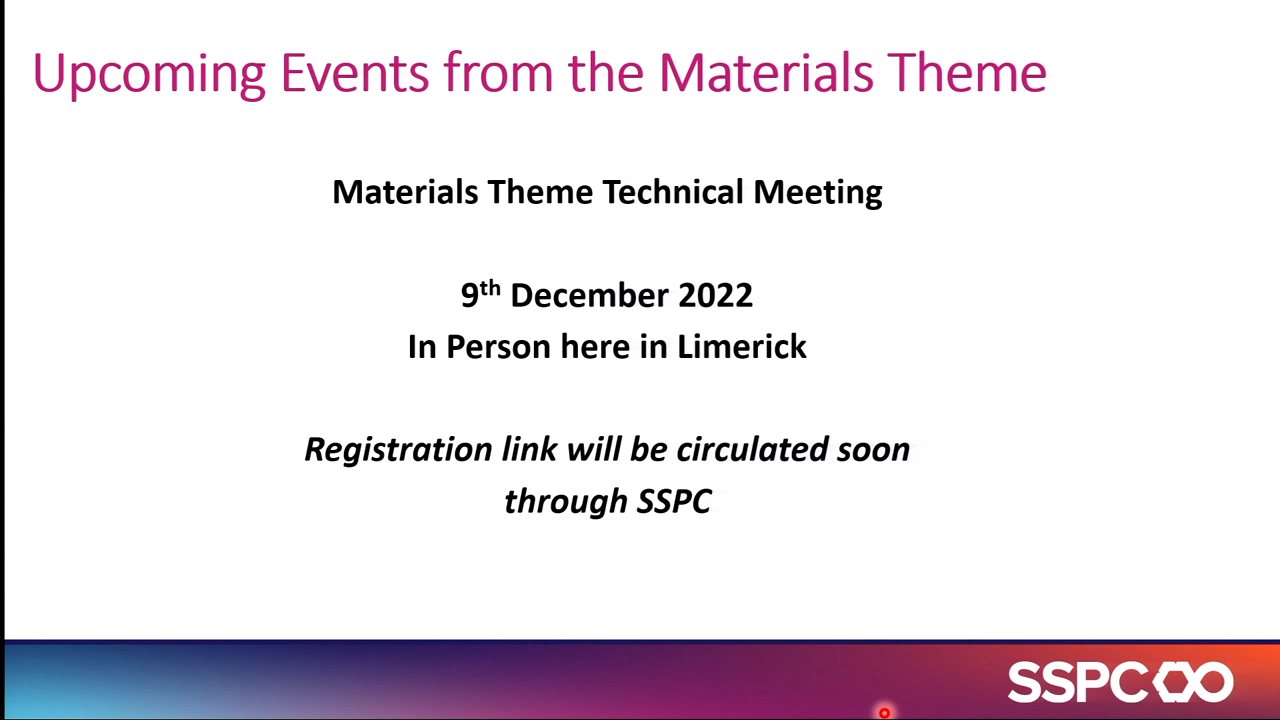 Upcoming Events from the Materials Theme
Materials Theme Technical Meeting
9th December 2022
In Person here in Limerick
Registration link will be circulated soon
through SSPC
SSPC